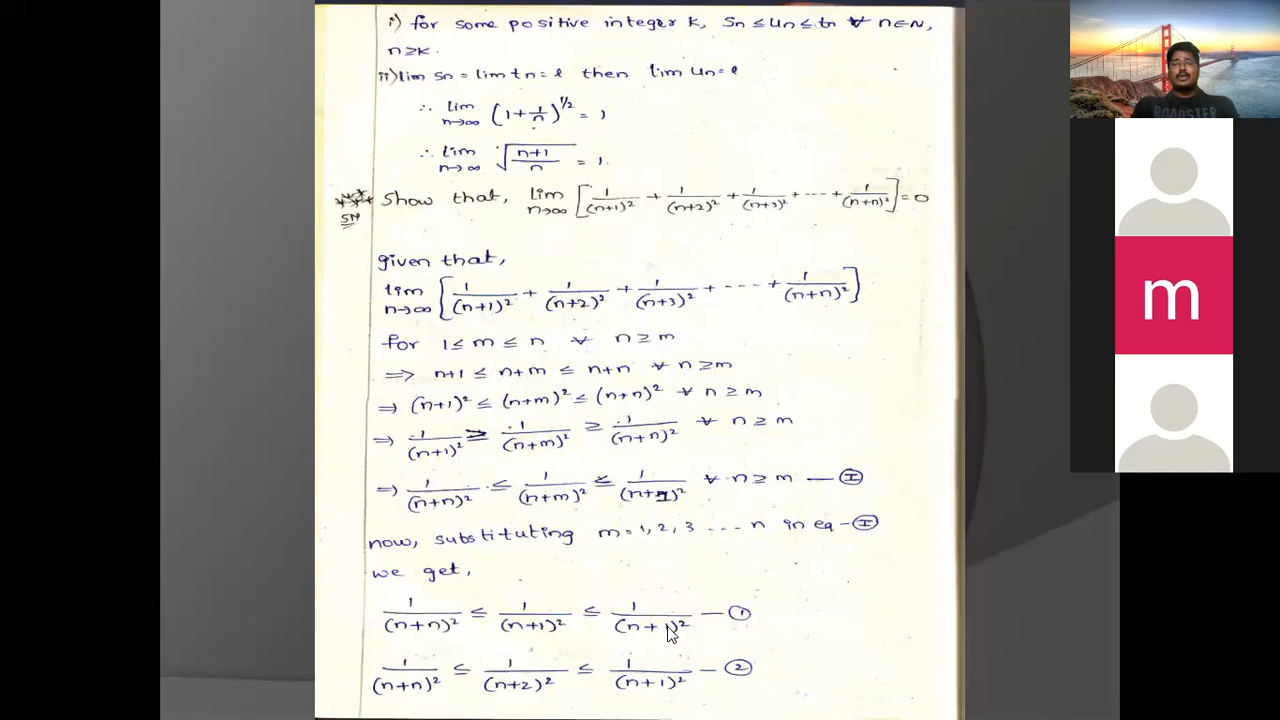 i) for some positive integer k, Sn ≤ Un ≤ tn ∀ n∈N,
n≥k.
ii) lim Sn = lim tn = l then lim Un = l
∴ lim n→∞ (1+1/n)^1/2 = 1
∴ lim n→∞ √((n+1)/n) = 1.
Show that, lim n→∞ [1/(n+1)² + 1/(n+2)² + 1/(n+3)² + ---- + 1/(n+n)²] = 0
5M
given that,
lim n→∞ [1/(n+1)² + 1/(n+2)² + 1/(n+3)² + ---- + 1/(n+n)²]
for 1≤m≤n ∀ n≥m
⇒ n+1 ≤ n+m ≤ n+n ∀ n≥m
⇒ (n+1)² ≤ (n+m)² ≤ (n+n)² ∀ n≥m
⇒ 1/(n+1)² ≥ 1/(n+m)² ≥ 1/(n+n)² ∀ n≥m
⇒ 1/(n+n)² ≤ 1/(n+m)² ≤ 1/(n+1)² ∀ n≥m — Ⓘ
now, substituting m=1,2,3 ---- n in eq-Ⓘ
we get,
1/(n+n)² ≤ 1/(n+1)² ≤ 1/(n+1)² — ①
1/(n+n)² ≤ 1/(n+2)² ≤ 1/(n+1)² — ②
ROADSTER
m